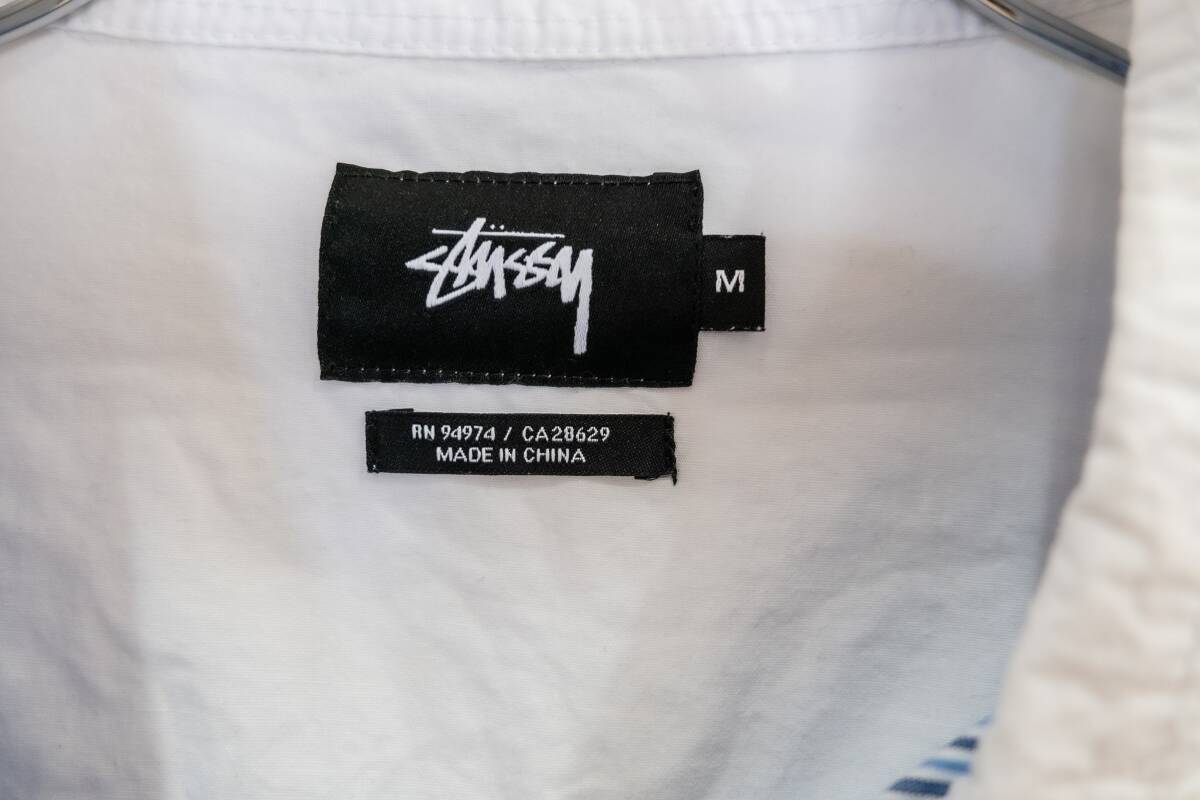 Stüssy
M
RN 94974 / CA28629
MADE IN CHINA